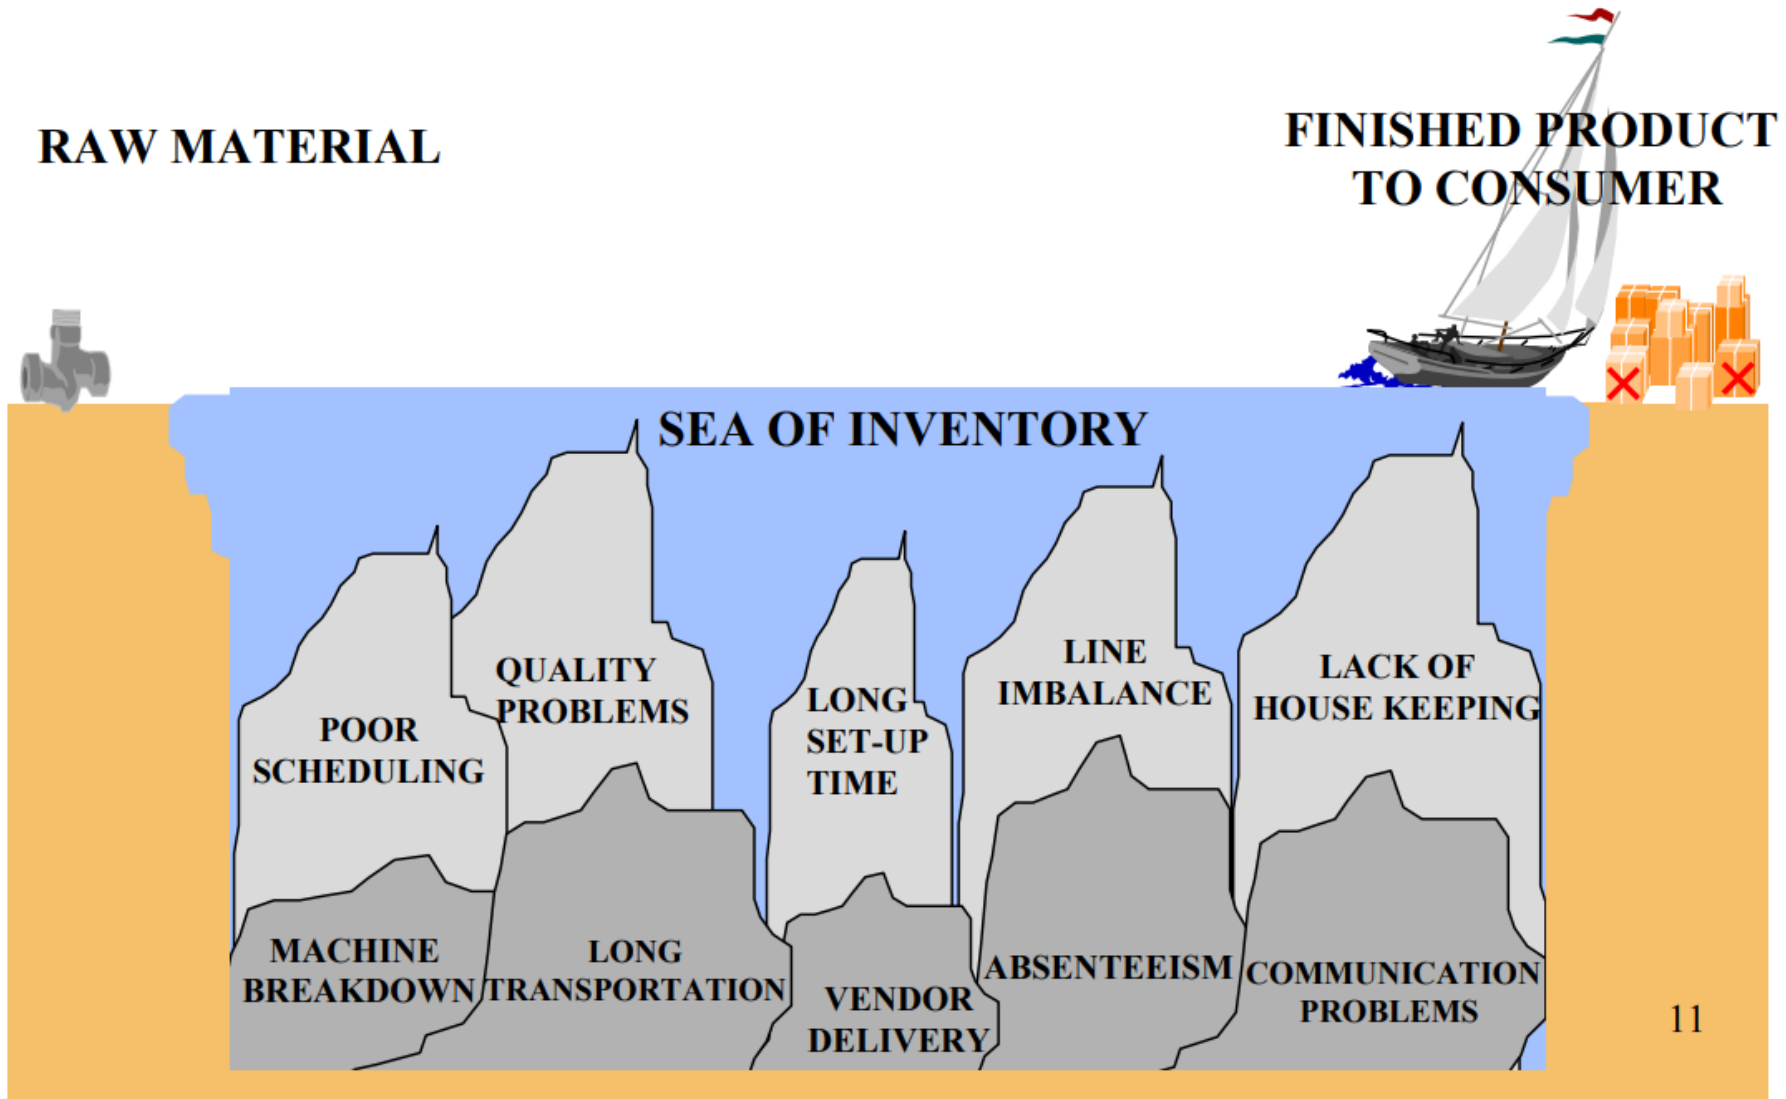 RAW MATERIAL
FINISHED PRODUCT
TO CONSUMER
SEA OF INVENTORY
POOR
SCHEDULING
QUALITY
PROBLEMS
LONG
SET-UP
TIME
LINE
IMBALANCE
LACK OF
HOUSE KEEPING
MACHINE
BREAKDOWN
LONG
TRANSPORTATION
VENDOR
DELIVERY
ABSENTEEISM
COMMUNICATION
PROBLEMS
11